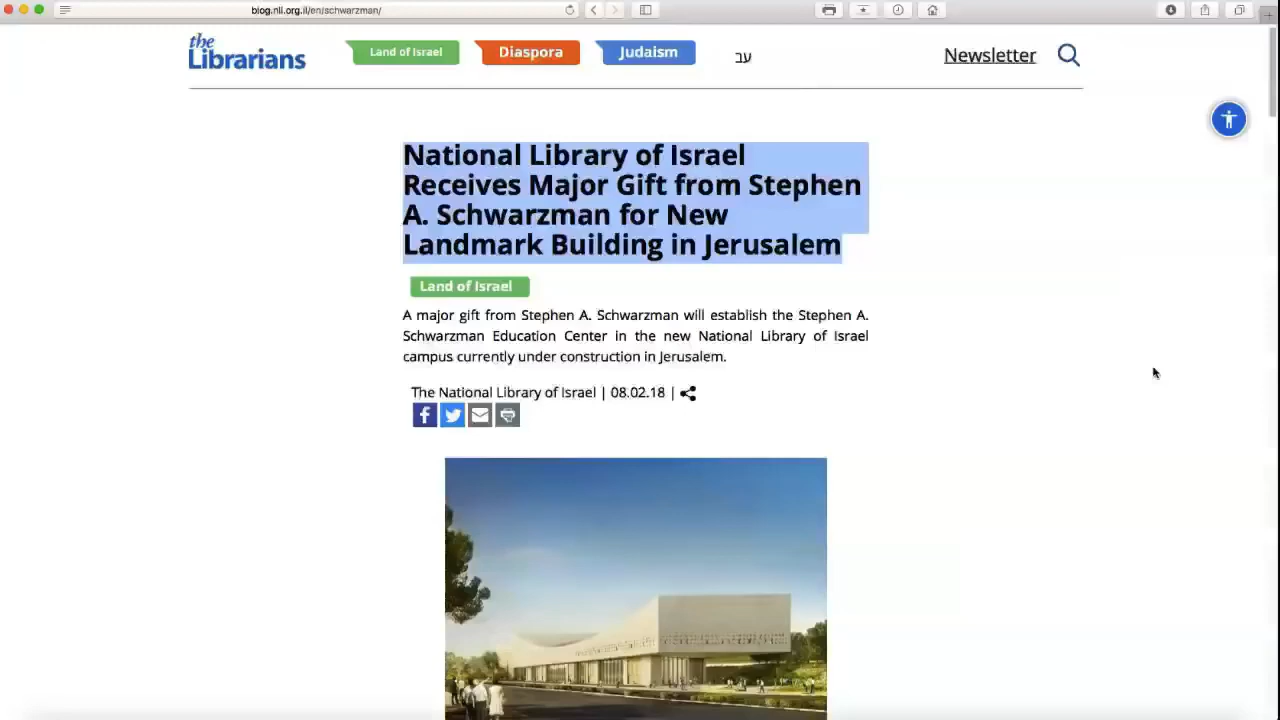 blog.nli.org.il/en/schwarzman/
the
Librarians
Land of Israel
Diaspora
Judaism
עב
Newsletter
National Library of Israel
Receives Major Gift from Stephen
A. Schwarzman for New
Landmark Building in Jerusalem
Land of Israel
A major gift from Stephen A. Schwarzman will establish the Stephen A.
Schwarzman Education Center in the new National Library of Israel
campus currently under construction in Jerusalem.
The National Library of Israel | 08.02.18 |